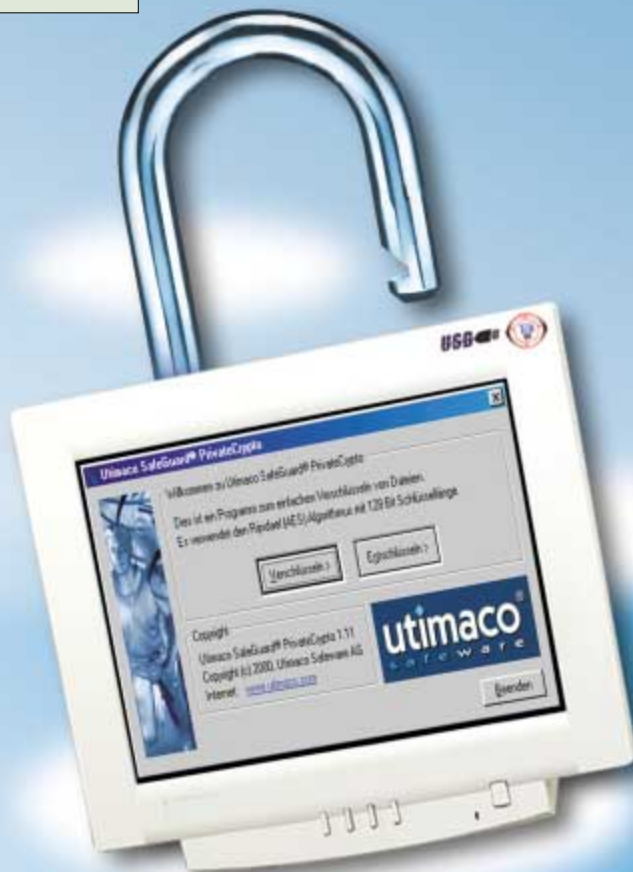 USB
Utimaco SafeGuard® PrivateCrypto
Willkommen zu Utimaco SafeGuard® PrivateCrypto
Dies ist ein Programm zum einfachen Verschlüsseln von Dateien.
Es verwendet den Rijndael (AES) Algorithmus mit 128 Bit Schlüssellänge.
Verschlüsseln >
Entschlüsseln >
Copyright
Utimaco SafeGuard® PrivateCrypto 1.11
Copyright (c) 2000, Utimaco Safeware AG
Internet: www.utimaco.com
utimaco®
safeware
Beenden